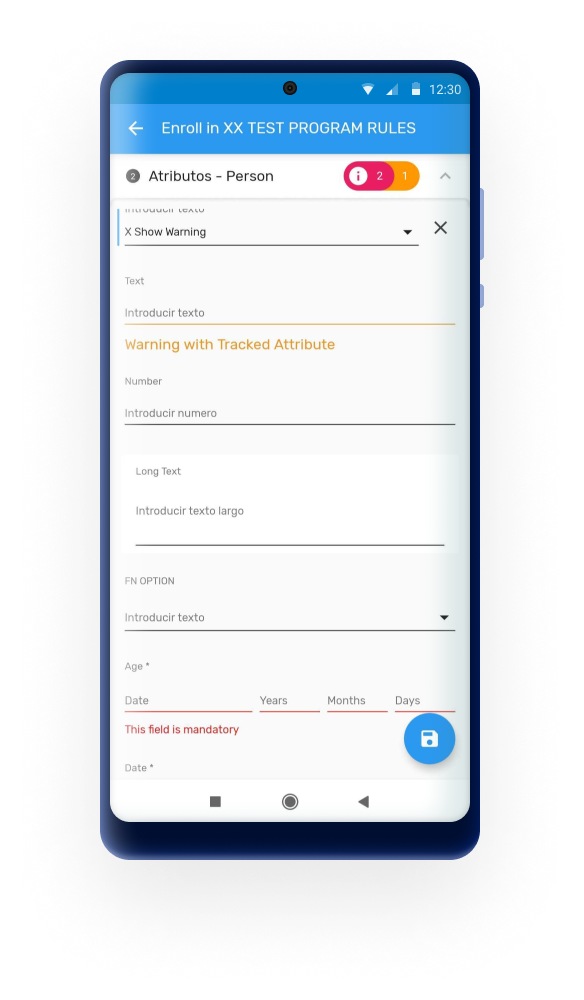 12:30
Enroll in XX TEST PROGRAM RULES
2 Atributos - Person i 2 1
Introducir texto
X Show Warning
Text
Introducir texto
Warning with Tracked Attribute
Number
Introducir numero
Long Text
Introducir texto largo
FN OPTION
Introducir texto
Age *
Date Years Months Days
This field is mandatory
Date *